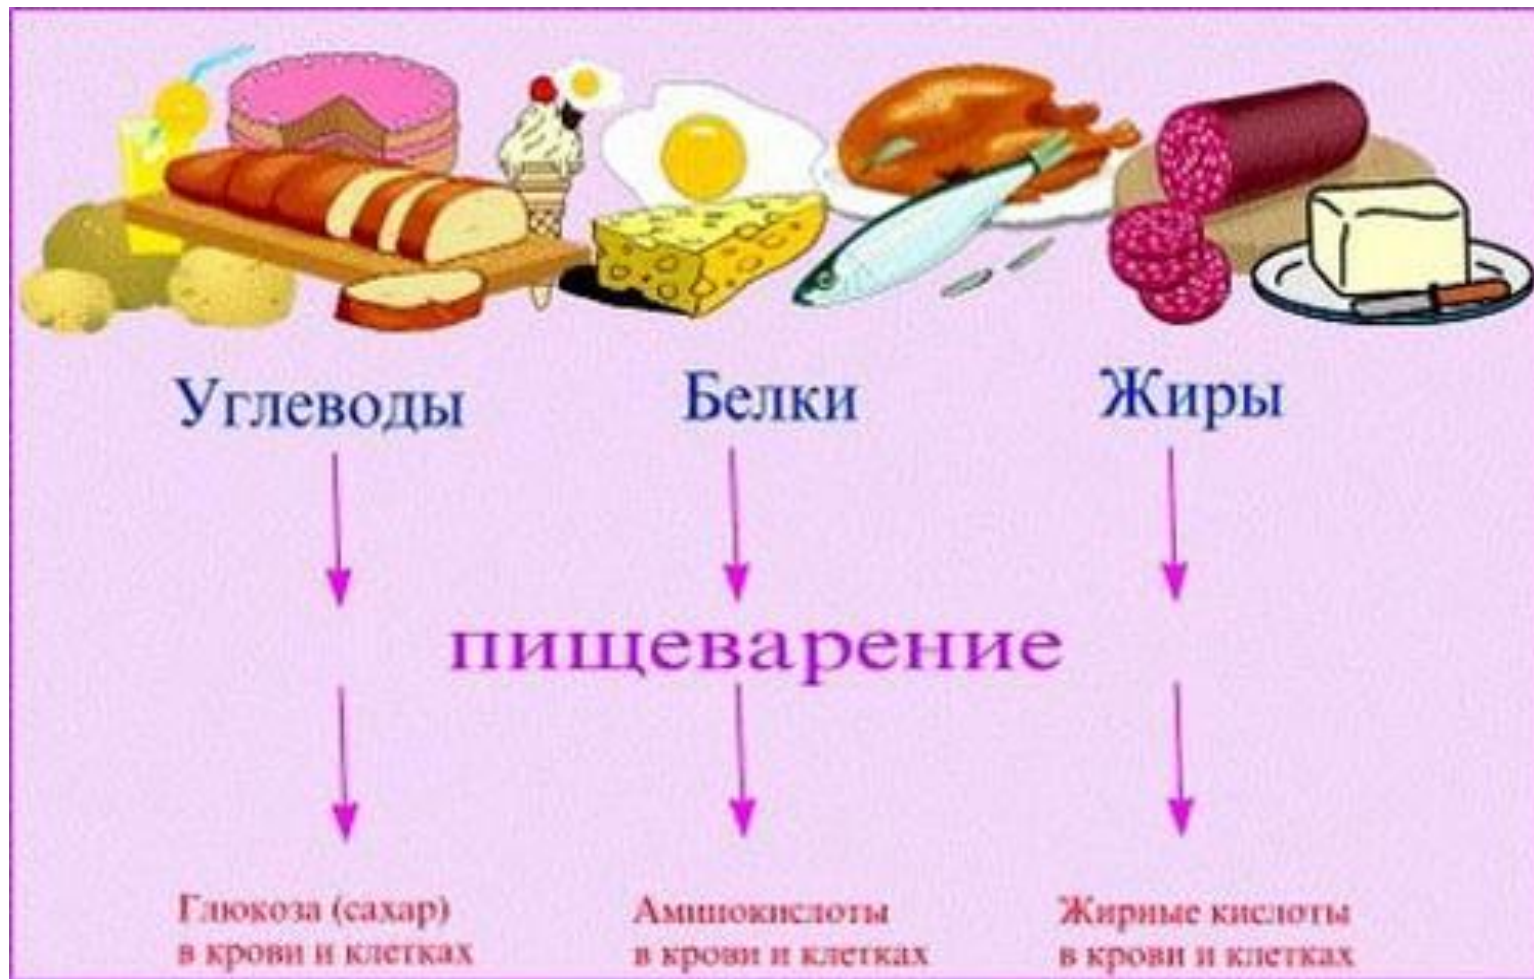 Углеводы
Белки
Жиры
пищеварение
Глюкоза (сахар)
в крови и клетках
Аминокислоты
в крови и клетках
Жирные кислоты
в крови и клетках